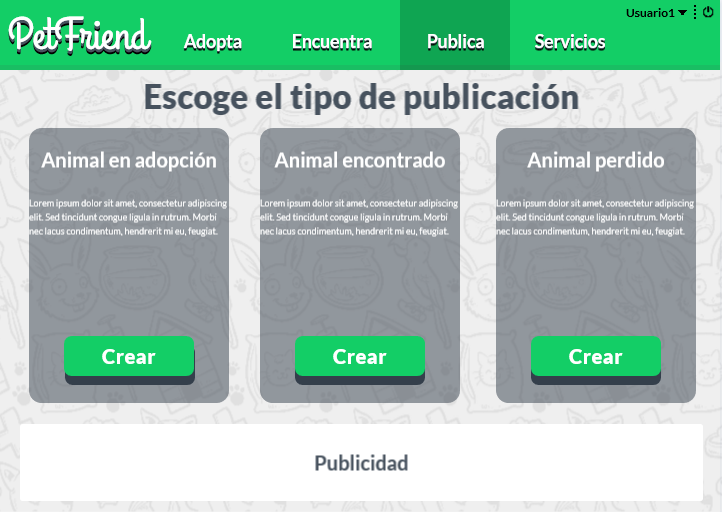 Usuario1
PetFriend
Adopta
Encuentra
Publica
Servicios
Escoge el tipo de publicación
Animal en adopción
Lorem ipsum dolor sit amet, consectetur adipiscing
elit. Sed tincidunt congue ligula in rutrum. Morbi
nec lacus condimentum, hendrerit mi eu, feugiat.
Crear
Animal encontrado
Lorem ipsum dolor sit amet, consectetur adipiscing
elit. Sed tincidunt congue ligula in rutrum. Morbi
nec lacus condimentum, hendrerit mi eu, feugiat.
Crear
Animal perdido
Lorem ipsum dolor sit amet, consectetur adipiscing
elit. Sed tincidunt congue ligula in rutrum. Morbi
nec lacus condimentum, hendrerit mi eu, feugiat.
Crear
Publicidad